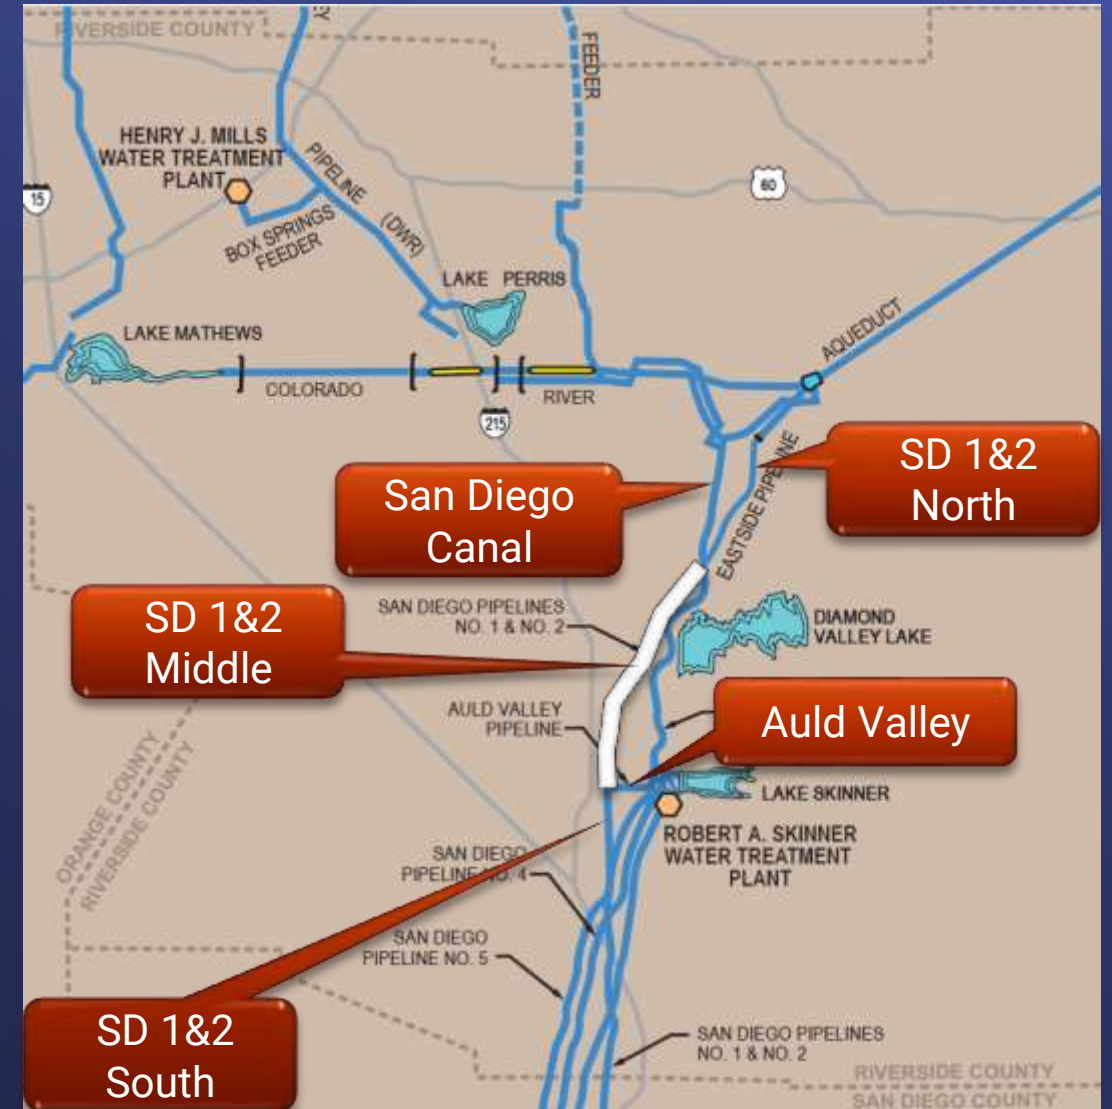 RIVERSIDE COUNTY
EY
FEEDER
HENRY J. MILLS
WATER TREATMENT
PLANT
15
60
PIPELINE
(DWR)
BOX SPRINGS
FEEDER
LAKE PERRIS
LAKE MATHEWS
AQUEDUCT
COLORADO
RIVER
215
SD 1&2
North
San Diego
Canal
EASTSIDE PIPELINE
SD 1&2
Middle
SAN DIEGO PIPELINES
NO. 1 & NO. 2
DIAMOND
VALLEY LAKE
AULD VALLEY
PIPELINE
Auld Valley
LAKE SKINNER
ORANGE COUNTY
RIVERSIDE COUNTY
ROBERT A. SKINNER
WATER TREATMENT
PLANT
SAN DIEGO
PIPELINE NO. 4
SAN DIEGO
PIPELINE NO. 5
SD 1&2
South
SAN DIEGO PIPELINES
NO. 1 & NO. 2
RIVERSIDE COUNTY
SAN DIEGO COUNTY